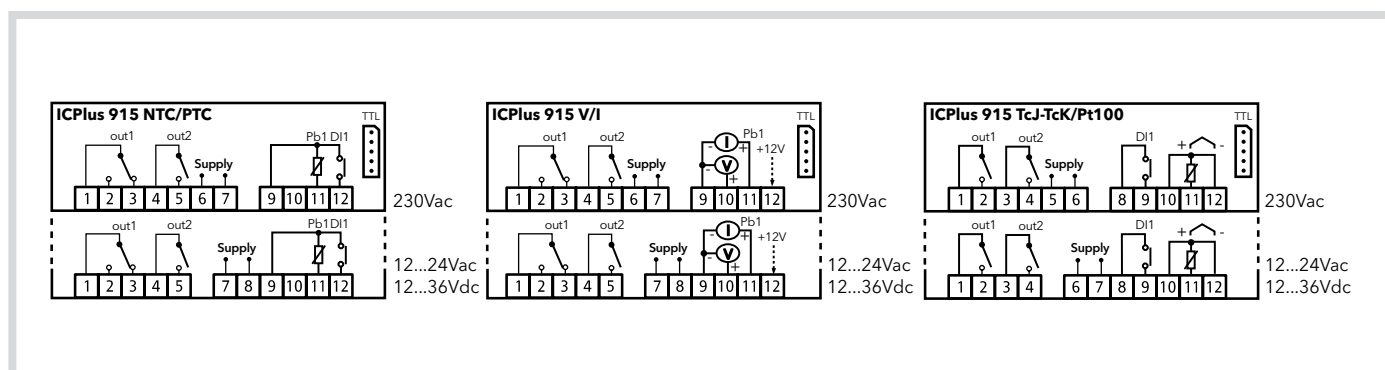 ICPlus 915 NTC/PTC
TTL
out1 out2 Pb1 DI1
Supply
1 2 3 4 5 6 7 9 10 11 12
230Vac
out1 out2 Pb1 DI1
Supply
1 2 3 4 5 7 8 9 10 11 12
12...24Vac
12...36Vdc
ICPlus 915 V/I
TTL
out1 out2 Pb1
- I +
+12V
Supply
- V +
1 2 3 4 5 6 7 9 10 11 12
230Vac
out1 out2 Pb1
- I +
+12V
Supply
- V +
1 2 3 4 5 7 8 9 10 11 12
12...24Vac
12...36Vdc
ICPlus 915 TcJ-TcK/Pt100
TTL
out1 out2 DI1 + -
Supply
1 2 3 4 5 6 8 9 10 11 12
230Vac
out1 out2 DI1 + -
Supply
1 2 3 4 6 7 8 9 10 11 12
12...24Vac
12...36Vdc